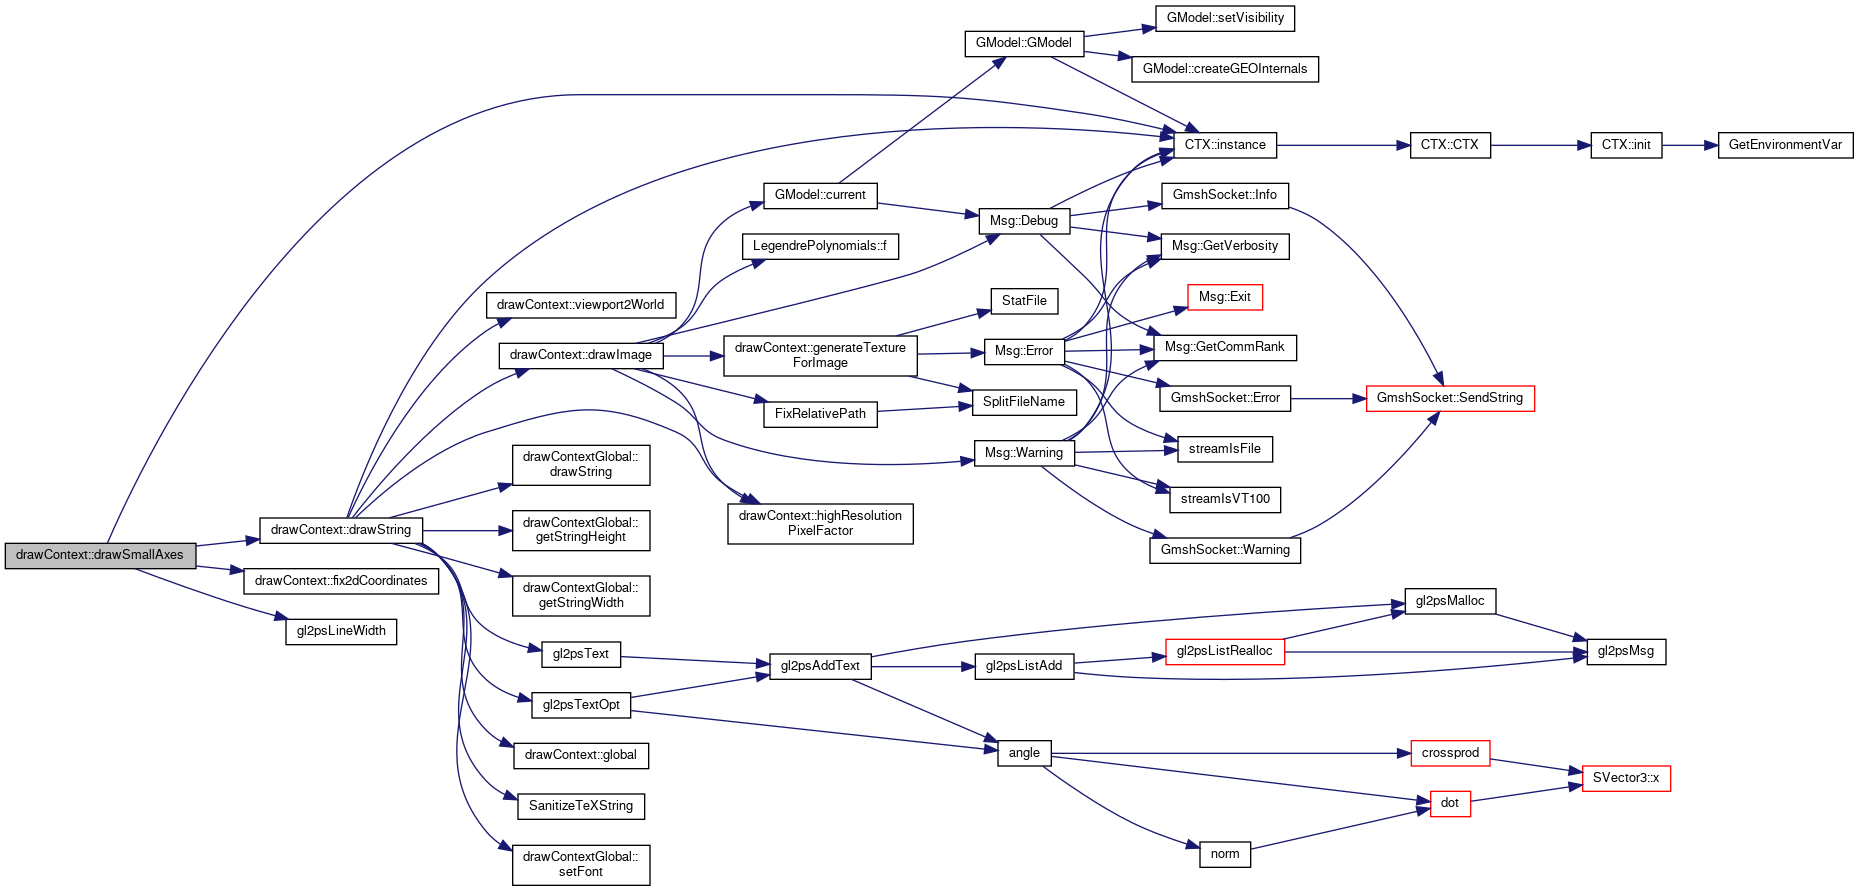 GModel::setVisibility
GModel::GModel
GModel::createGEOInternals
CTX::instance
CTX::CTX
CTX::init
GetEnvironmentVar
GModel::current
GmshSocket::Info
Msg::Debug
LegendrePolynomials::f
Msg::GetVerbosity
drawContext::viewport2World
StatFile
Msg::Exit
drawContext::drawImage
drawContext::generateTexture
ForImage
Msg::Error
Msg::GetCommRank
FixRelativePath
SplitFileName
GmshSocket::Error
GmshSocket::SendString
drawContextGlobal::
drawString
Msg::Warning
streamIsFile
streamIsVT100
drawContext::highResolution
PixelFactor
drawContext::drawString
drawContextGlobal::
getStringHeight
GmshSocket::Warning
drawContext::drawSmallAxes
drawContext::fix2dCoordinates
drawContextGlobal::
getStringWidth
gl2psLineWidth
gl2psMalloc
gl2psText
gl2psAddText
gl2psListAdd
gl2psListRealloc
gl2psMsg
gl2psTextOpt
drawContext::global
angle
crossprod
SVector3::x
SanitizeTeXString
dot
drawContextGlobal::
setFont
norm